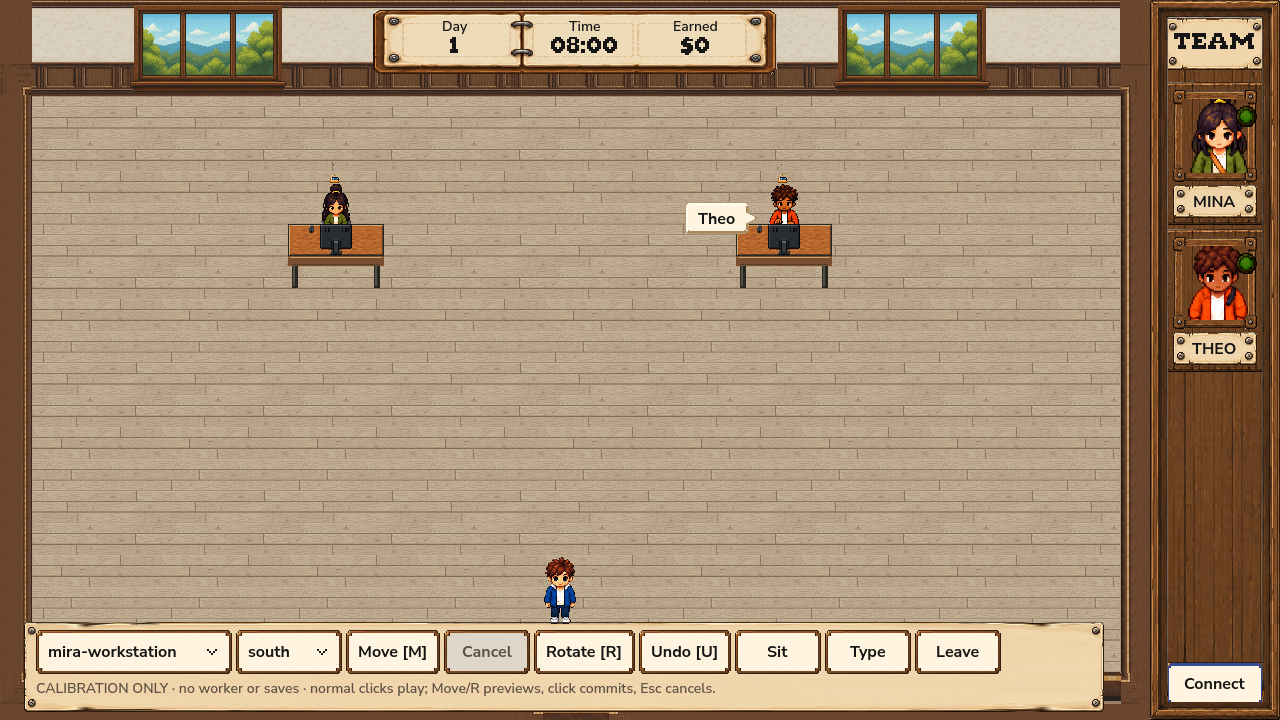 Day
1
Time
08:00
Earned
$0
TEAM
MINA
Theo
THEO
mira-workstation
south
Move [M]
Cancel
Rotate [R]
Undo [U]
Sit
Type
Leave
CALIBRATION ONLY · no worker or saves · normal clicks play; Move/R previews, click commits, Esc cancels.
Connect